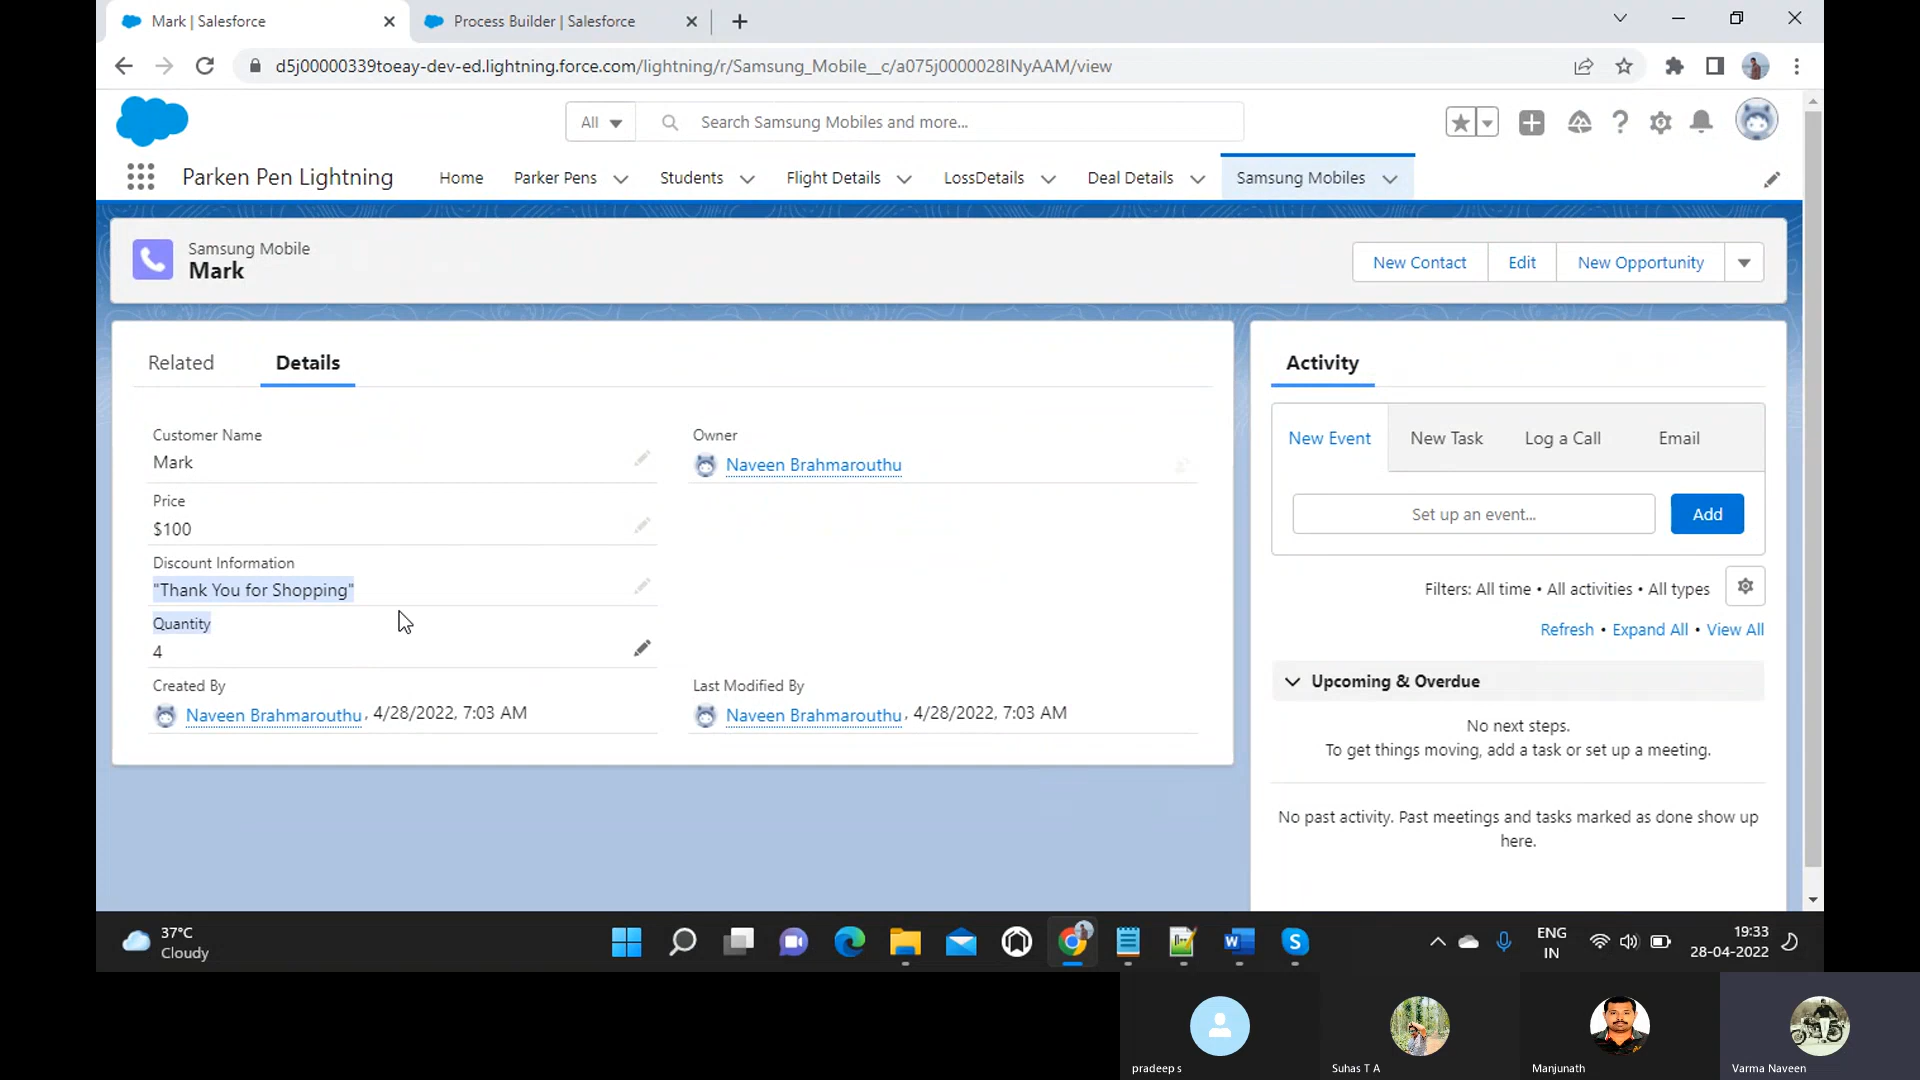 Mark | Salesforce
Process Builder | Salesforce
d5j00000339toeay-dev-ed.lightning.force.com/lightning/r/Samsung_Mobile__c/a075j0000028INyAAM/view
All
Search Samsung Mobiles and more...
Parken Pen Lightning
Home
Parker Pens
Students
Flight Details
LossDetails
Deal Details
Samsung Mobiles
Samsung Mobile
Mark
New Contact
Edit
New Opportunity
Related
Details
Customer Name
Mark
Owner
Naveen Brahmarouthu
Price
$100
Discount Information
"Thank You for Shopping"
Quantity
4
Created By
Naveen Brahmarouthu, 4/28/2022, 7:03 AM
Last Modified By
Naveen Brahmarouthu, 4/28/2022, 7:03 AM
Activity
New Event
New Task
Log a Call
Email
Set up an event...
Add
Filters: All time • All activities • All types
Refresh • Expand All • View All
Upcoming & Overdue
No next steps.
To get things moving, add a task or set up a meeting.
No past activity. Past meetings and tasks marked as done show up
here.
37°C
Cloudy
ENG
IN
19:33
28-04-2022
pradeep s
Suhas T A
Manjunath
Varma Naveen